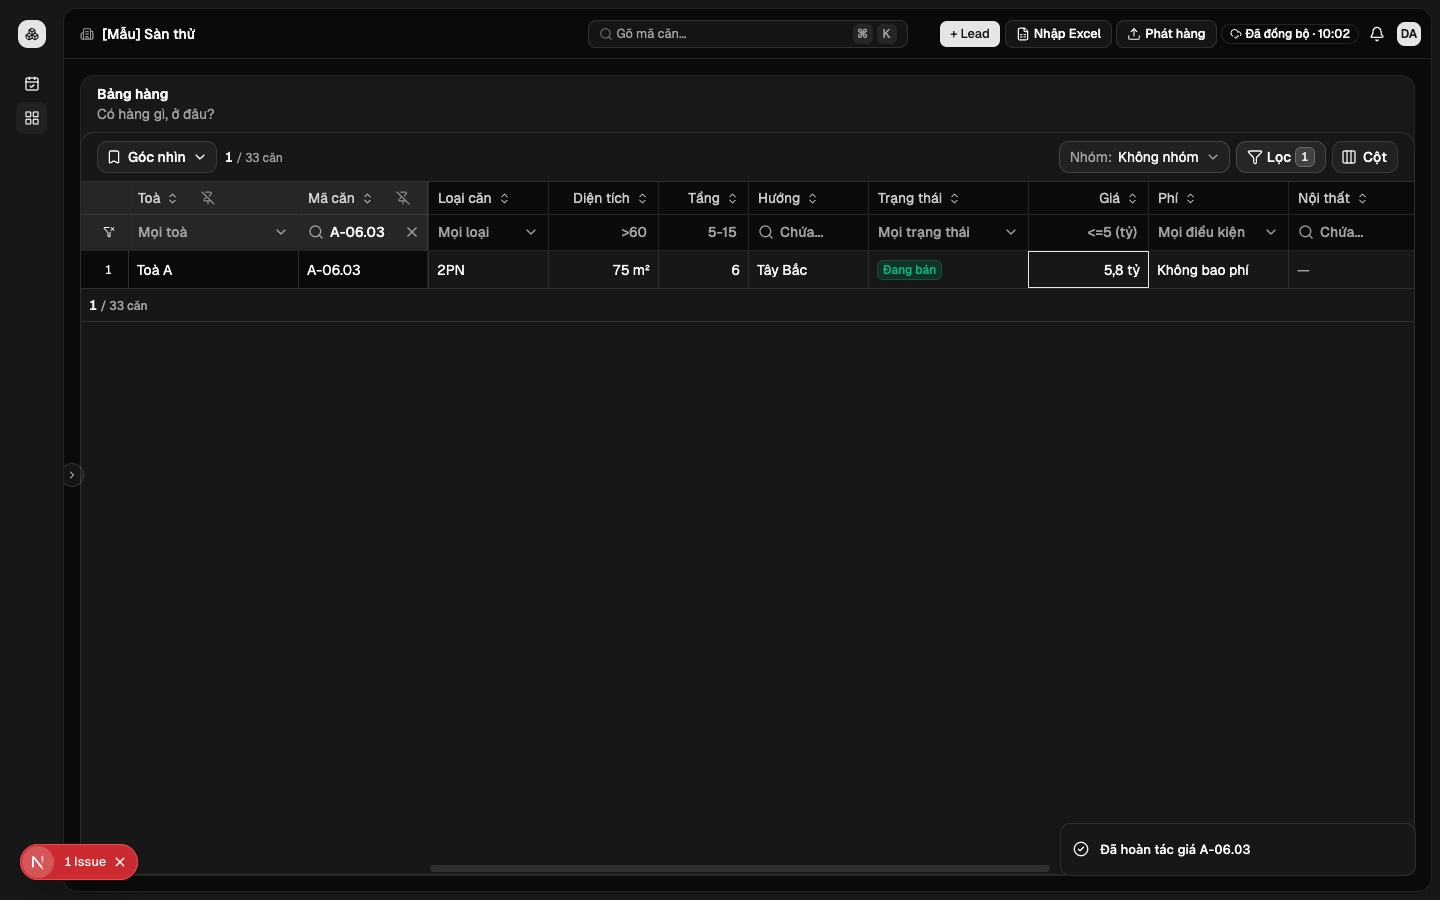 [Mẫu] Sàn thử
Gõ mã căn...
⌘ K
+ Lead
Nhập Excel
Phát hàng
Đã đồng bộ · 10:02
DA
Bảng hàng
Có hàng gì, ở đâu?
Góc nhìn
1 / 33 căn
Nhóm: Không nhóm
Lọc 1
Cột
Toà Mã căn Loại căn Diện tích Tầng Hướng Trạng thái Giá Phí Nội thất
Mọi toà A-06.03 Mọi loại >60 5-15 Chứa... Mọi trạng thái <=5 (tỷ) Mọi điều kiện Chứa...
1 Toà A A-06.03 2PN 75 m² 6 Tây Bắc Đang bán 5,8 tỷ Không bao phí —
1 / 33 căn
Đã hoàn tác giá A-06.03
N 1 Issue